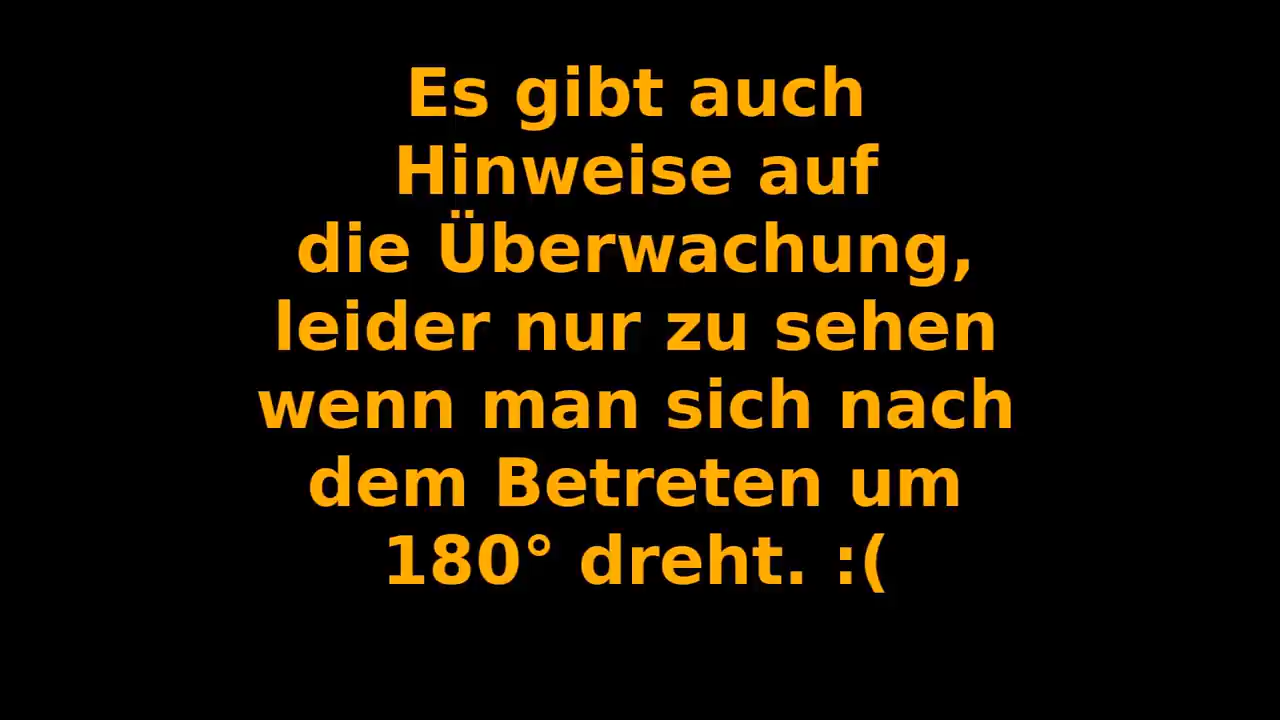 Es gibt auch
Hinweise auf
die Überwachung,
leider nur zu sehen
wenn man sich nach
dem Betreten um
180° dreht. :(